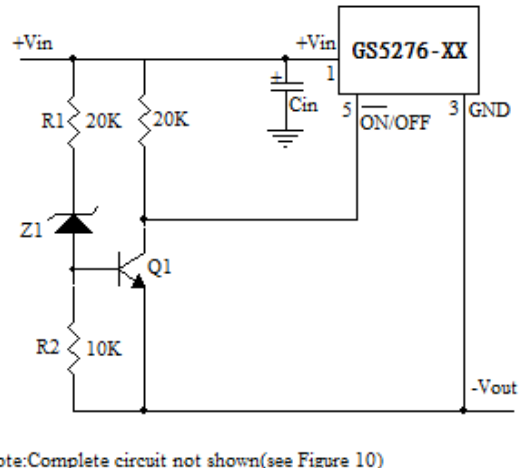 +Vin
+Vin
GS5276-XX
1
+
Cin
5
ON/OFF
3
GND
R1
20K
20K
Z1
Q1
R2
10K
-Vout
ote:Complete circuit not shown(see Figure 10)